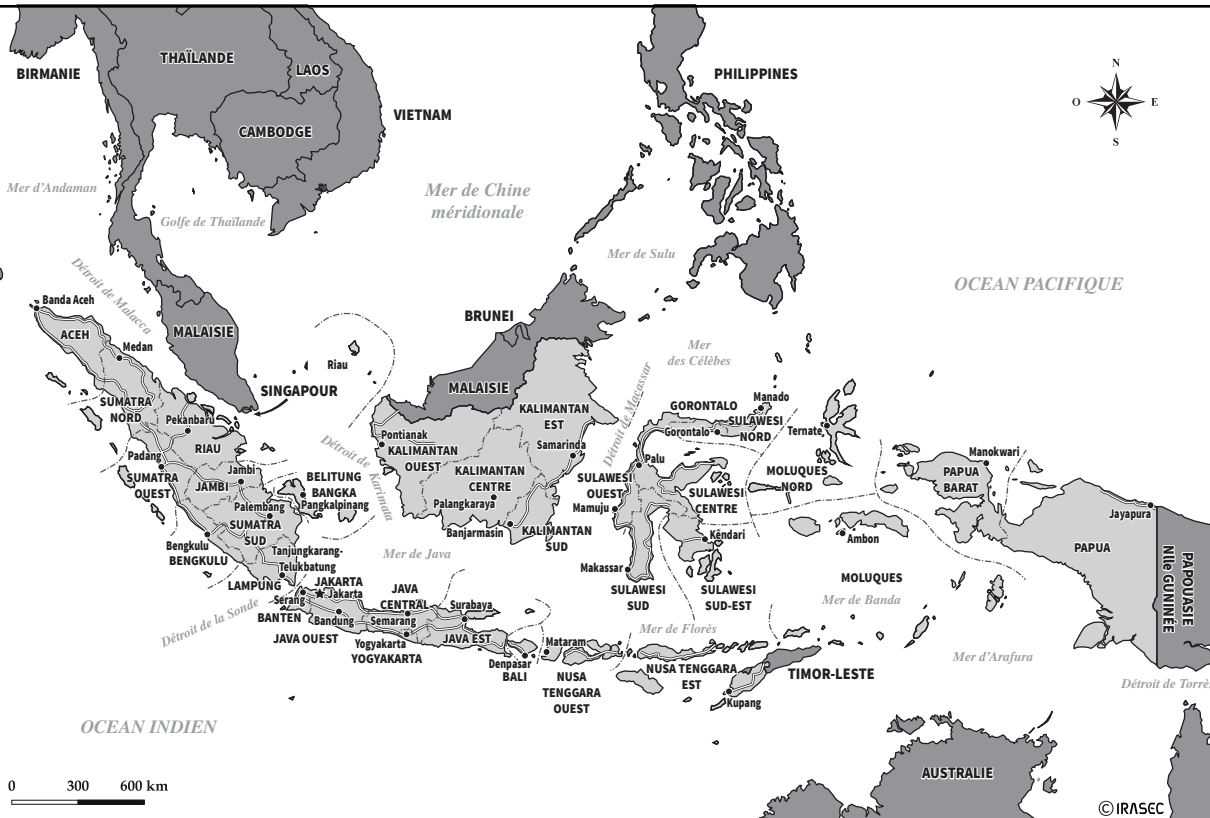 THAÏLANDE
LAOS
BIRMANIE
PHILIPPINES
N
O
E
S
VIETNAM
CAMBODGE
Mer d'Andaman
Mer de Chine
méridionale
Golfe de Thaïlande
Mer de Sulu
OCEAN PACIFIQUE
Détroit de Malacca
Banda Aceh
ACEH
MALAISIE
BRUNEI
Medan
Riau
Mer
des Célèbes
Détroit de Macassar
SINGAPOUR
MALAISIE
SUMATRA
NORD
Pekanbaru
KALIMANTAN
EST
GORONTALO
Manado
SULAWESI
NORD
Gorontalo
Ternate
Pontianak
KALIMANTAN
OUEST
Samarinda
RIAU
Padang
SUMATRA
OUEST
Jambi
JAMBI
Détroit de
Karimata
KALIMANTAN
CENTRE
Palu
SULAWESI
OUEST
Mamuju
SULAWESI
CENTRE
MOLUQUES
NORD
Manokwari
PAPUA
BARAT
BELITUNG
BANGKA
Pangkalpinang
Palembang
SUMATRA
SUD
Palangkaraya
Banjarmasin
KALIMANTAN
SUD
Kêndari
Ambon
Jayapura
PAPUA
PAPOUASIE
Nlle GUNINÉE
Bengkulu
BENGKULU
Tanjungkarang-
Telukbatung
Mer de Java
Makassar
SULAWESI
SUD
SULAWESI
SUD-EST
MOLUQUES
Mer de Banda
LAMPUNG
JAKARTA
Jakarta
Serang
BANTEN
Détroit de la Sonde
Bandung
JAVA OUEST
JAVA
CENTRAL
Semarang
Surabaya
JAVA EST
Yogyakarta
YOGYAKARTA
Mataram
Denpasar
BALI
NUSA
TENGGARA
OUEST
Mer de Florès
NUSA TENGGARA
EST
Kupang
TIMOR-LESTE
Mer d'Arafura
Détroit de Torrè
OCEAN INDIEN
AUSTRALIE
0 300 600 km
© IRASEC